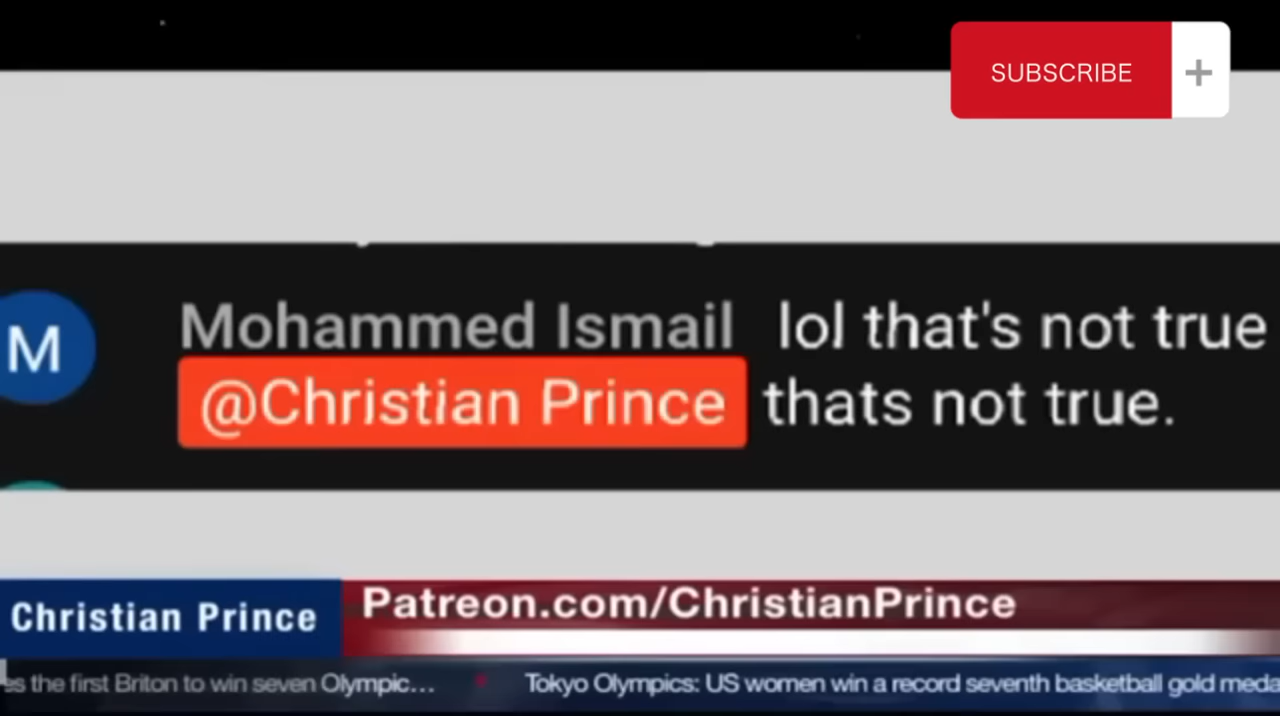 SUBSCRIBE +
M
Mohammed Ismail lol that's not true
@Christian Prince thats not true.
Christian Prince
Patreon.com/ChristianPrince
the first Briton to win seven Olympic... Tokyo Olympics: US women win a record seventh basketball gold